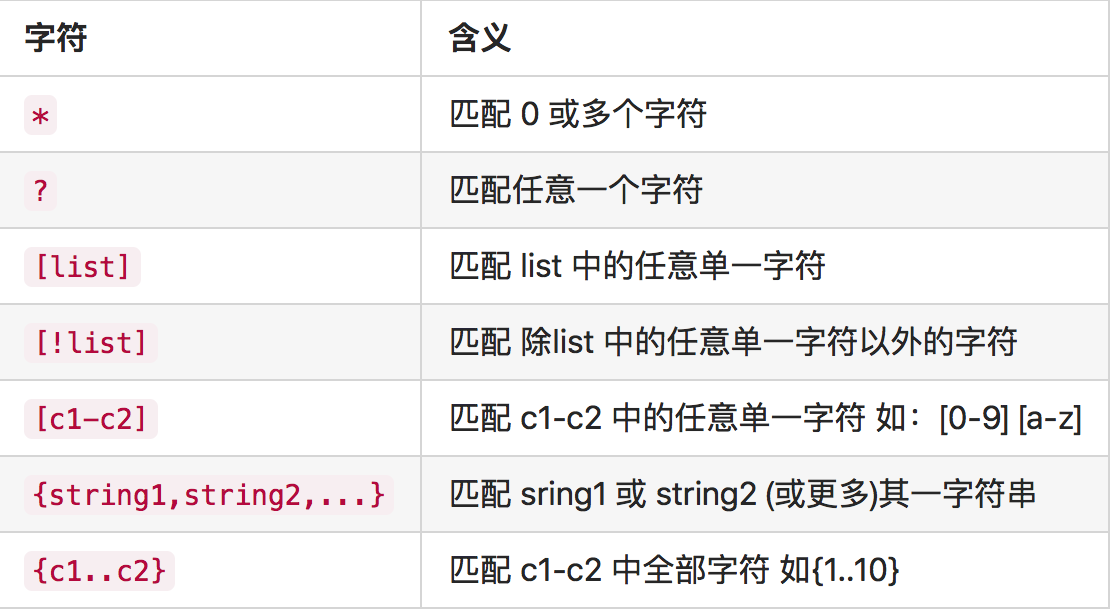 字符 含义
* 匹配 0 或多个字符
? 匹配任意一个字符
[list] 匹配 list 中的任意单一字符
[!list] 匹配 除list 中的任意单一字符以外的字符
[c1-c2] 匹配 c1-c2 中的任意单一字符 如：[0-9] [a-z]
{string1,string2,...} 匹配 sring1 或 string2 (或更多)其一字符串
{c1..c2} 匹配 c1-c2 中全部字符 如{1..10}